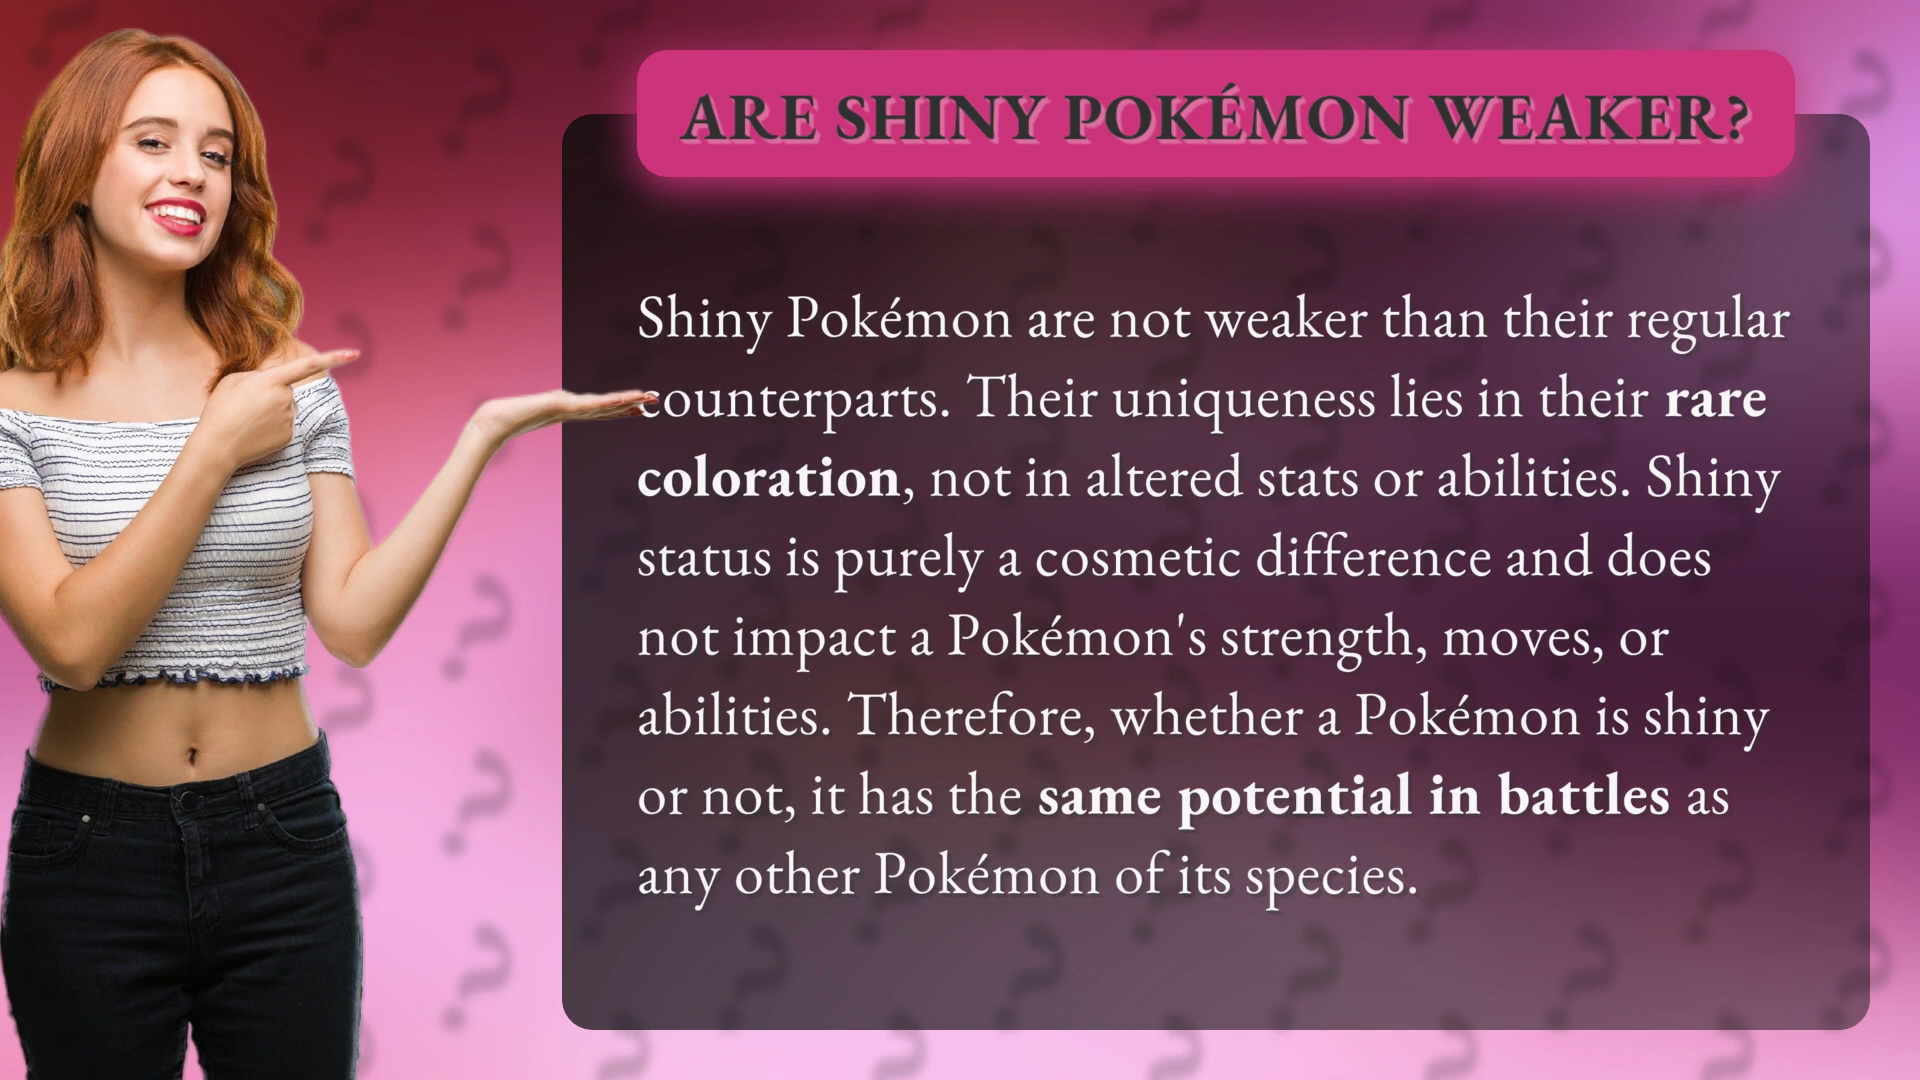 ARE SHINY POKÉMON WEAKER?
Shiny Pokémon are not weaker than their regular
counterparts. Their uniqueness lies in their rare
coloration, not in altered stats or abilities. Shiny
status is purely a cosmetic difference and does
not impact a Pokémon's strength, moves, or
abilities. Therefore, whether a Pokémon is shiny
or not, it has the same potential in battles as
any other Pokémon of its species.